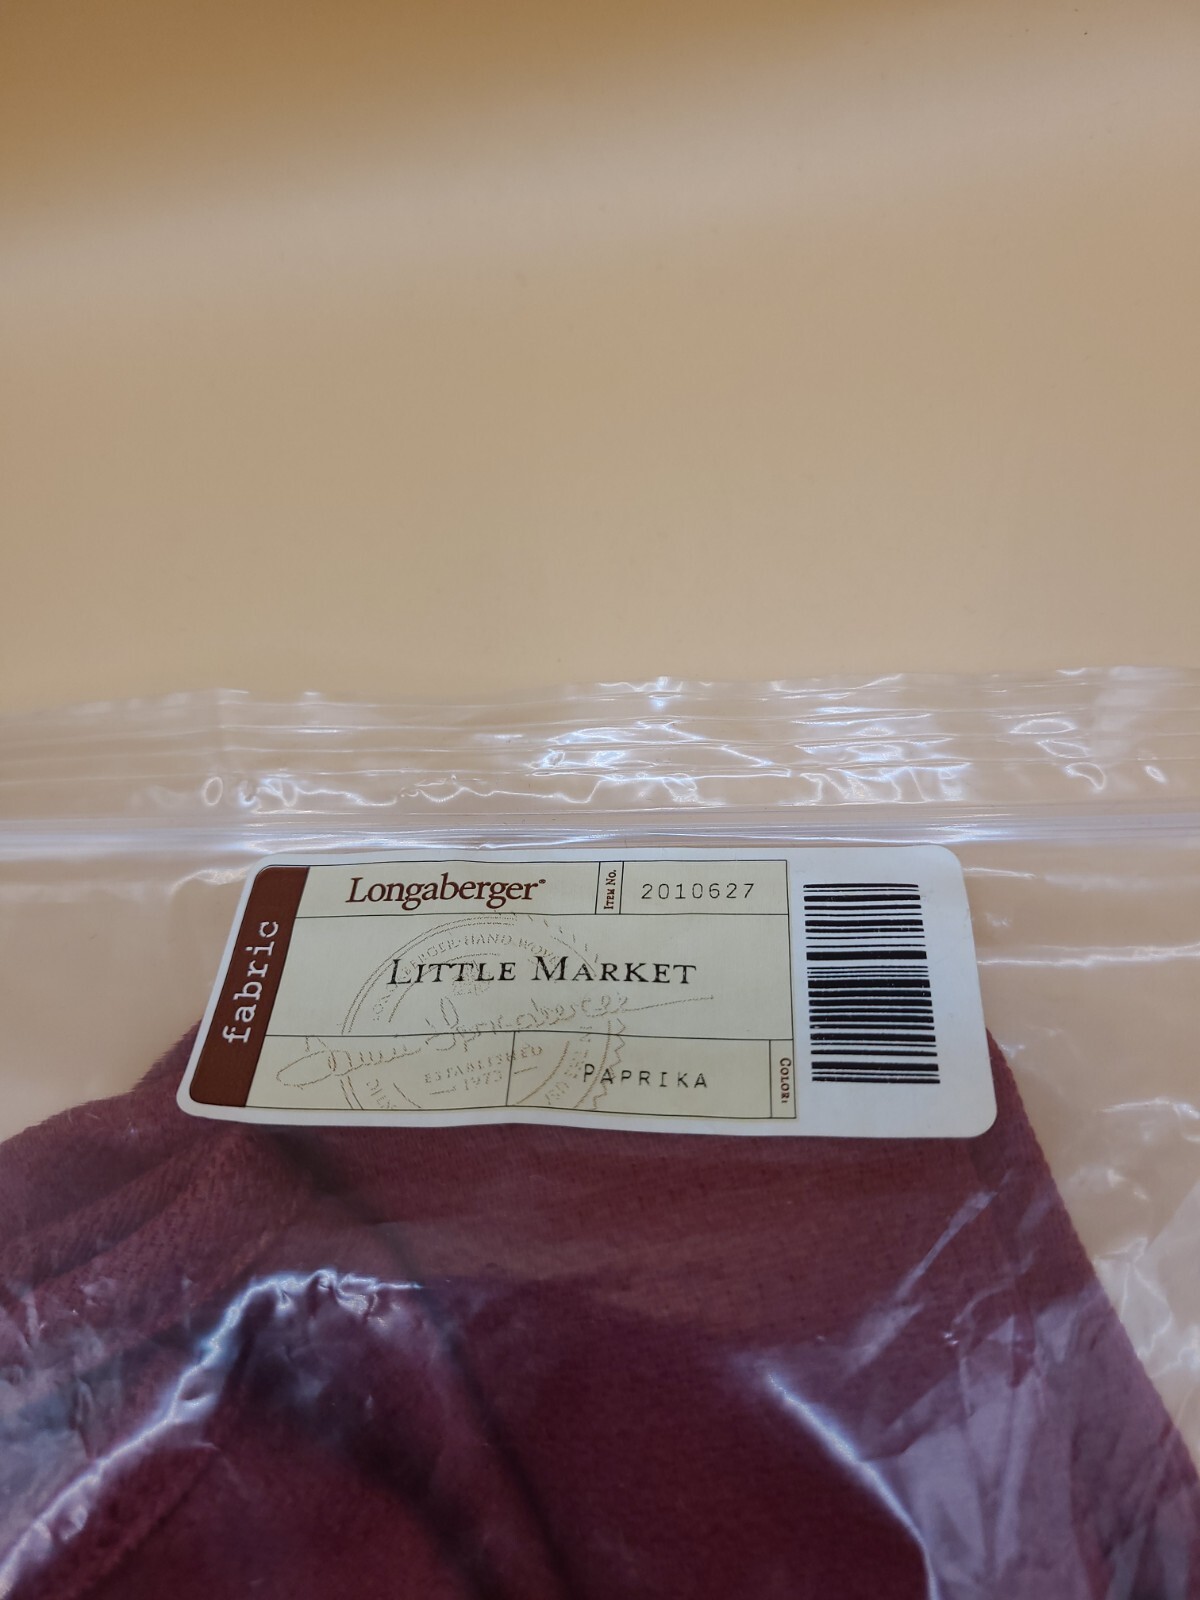 fabric
Longaberger®
ITEM No. 2010627
LITTLE MARKET
ESTABLISHED
1973
PAPRIKA
COLOR: